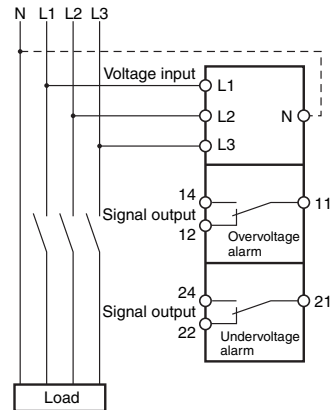 N L1 L2 L3
Voltage input
L1
L2
N
L3
14
11
Signal output
12
Overvoltage
alarm
24
21
Signal output
22
Undervoltage
alarm
Load